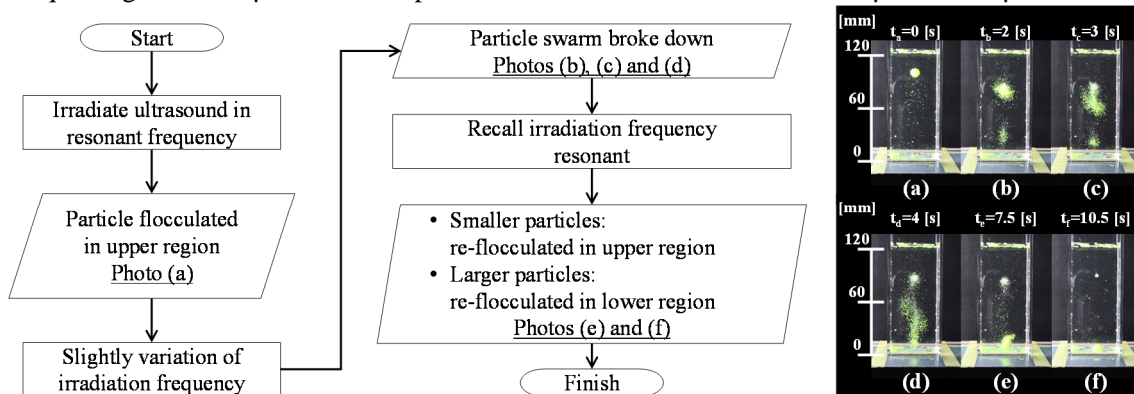 Start
Irradiate ultrasound in
resonant frequency
Particle flocculated
in upper region
Photo (a)
Slightly variation of
irradiation frequency
Particle swarm broke down
Photos (b), (c) and (d)
Recall irradiation frequency
resonant
• Smaller particles:
re-flocculated in upper region
• Larger particles:
re-flocculated in lower region
Photos (e) and (f)
Finish
[mm]
ta=0 [s] tb=2 [s] tc=3 [s]
120
60
0
(a) (b) (c)
[mm]
td=4 [s] te=7.5 [s] tf=10.5 [s]
120
60
0
(d) (e) (f)